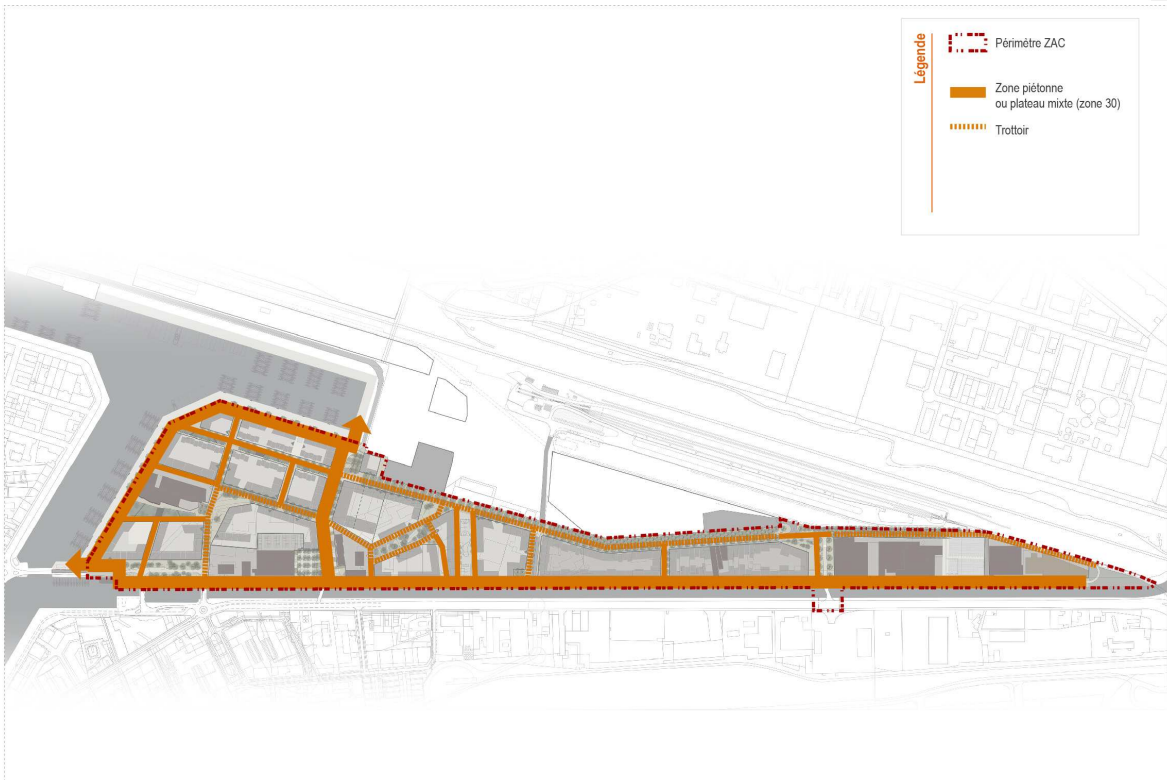 Légende
Périmètre ZAC
Zone piétonne
ou plateau mixte (zone 30)
Trottoir